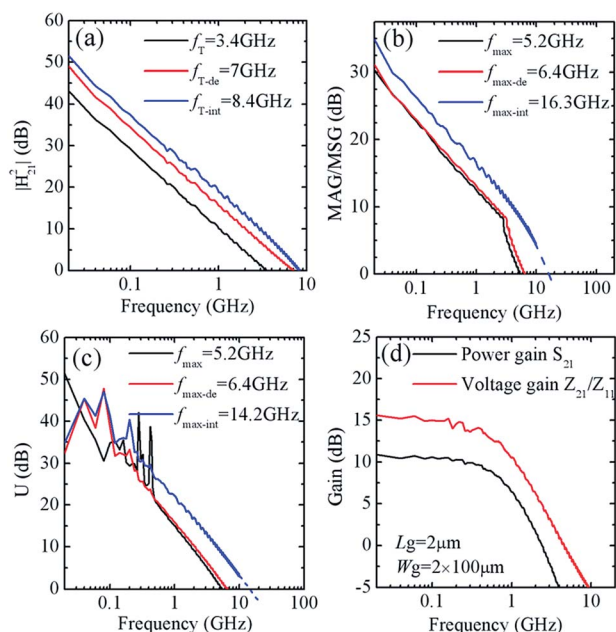 (a)
f_T=3.4GHz
f_T-de=7GHz
f_T-int=8.4GHz
60
50
40
30
20
10
0
|H²₂₁| (dB)
0.1 1 10
Frequency (GHz)
(b)
f_max=5.2GHz
f_max-de=6.4GHz
f_max-int=16.3GHz
30
20
10
0
MAG/MSG (dB)
0.1 1 10 100
Frequency (GHz)
(c)
f_max=5.2GHz
f_max-de=6.4GHz
f_max-int=14.2GHz
60
50
40
30
20
10
0
U (dB)
0.1 1 10 100
Frequency (GHz)
(d)
Power gain S₂₁
Voltage gain Z₂₁/Z₁₁
25
20
15
10
5
0
-5
Gain (dB)
Lg=2μm
Wg=2×100μm
0.1 1 10
Frequency (GHz)